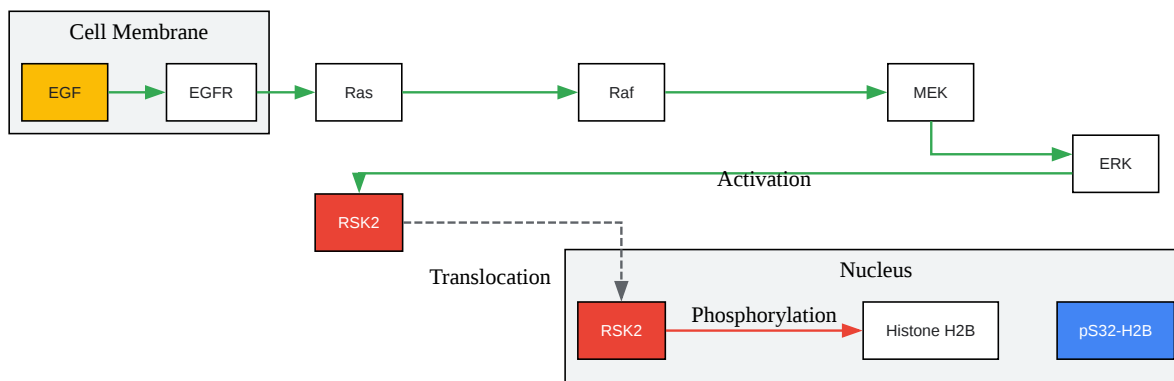 Cell Membrane
EGF
EGFR
Ras
Raf
MEK
ERK
Activation
RSK2
Translocation
Nucleus
RSK2
Phosphorylation
Histone H2B
pS32-H2B